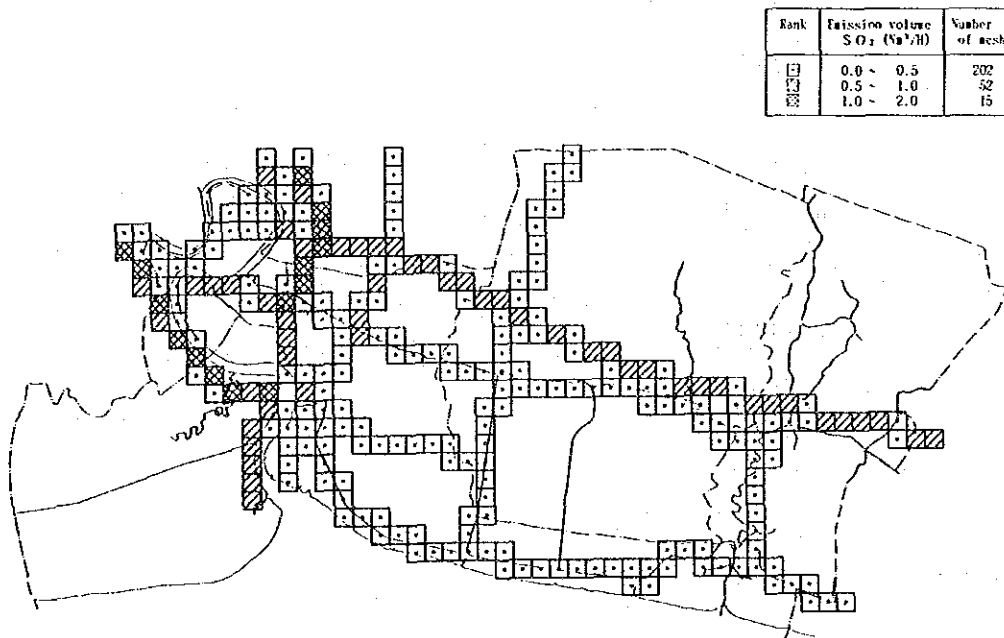 Rank Emission volume Number
SO₂ (Nm³/H) of mesh
0.0 ~ 0.5 202
0.5 ~ 1.0 52
1.0 ~ 2.0 15